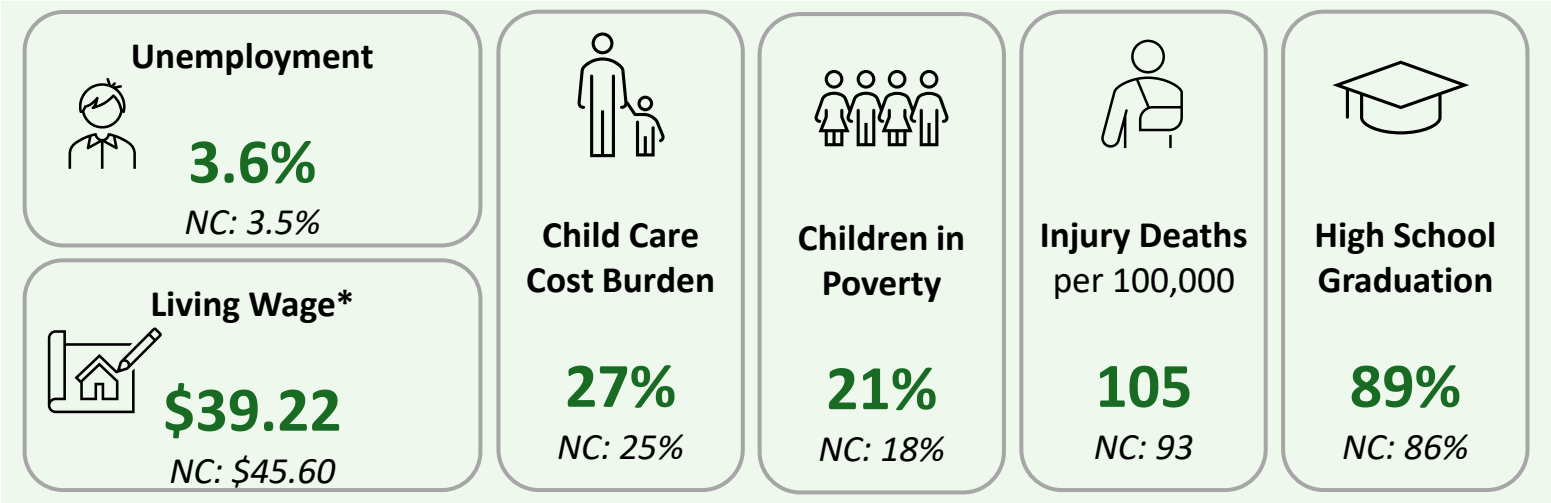 Unemployment
3.6%
NC: 3.5%
Living Wage*
$39.22
NC: $45.60
Child Care
Cost Burden
27%
NC: 25%
Children in
Poverty
21%
NC: 18%
Injury Deaths
per 100,000
105
NC: 93
High School
Graduation
89%
NC: 86%